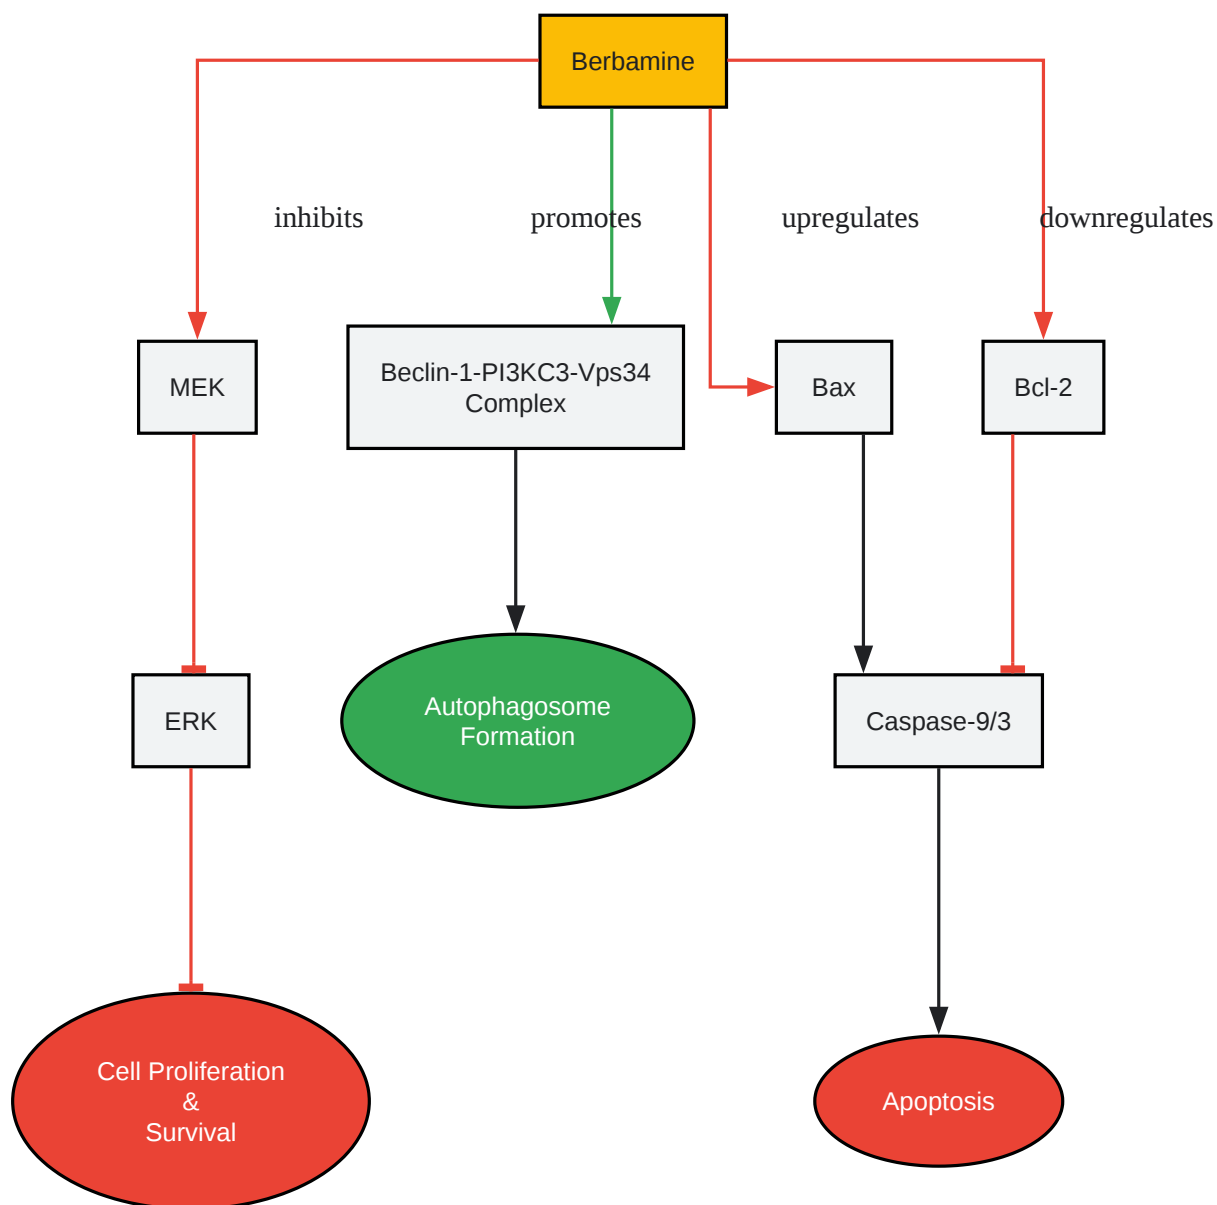 Berbamine
inhibits
promotes
upregulates
downregulates
MEK
Beclin-1-PI3KC3-Vps34
Complex
Bax
Bcl-2
ERK
Autophagosome
Formation
Caspase-9/3
Cell Proliferation
&
Survival
Apoptosis